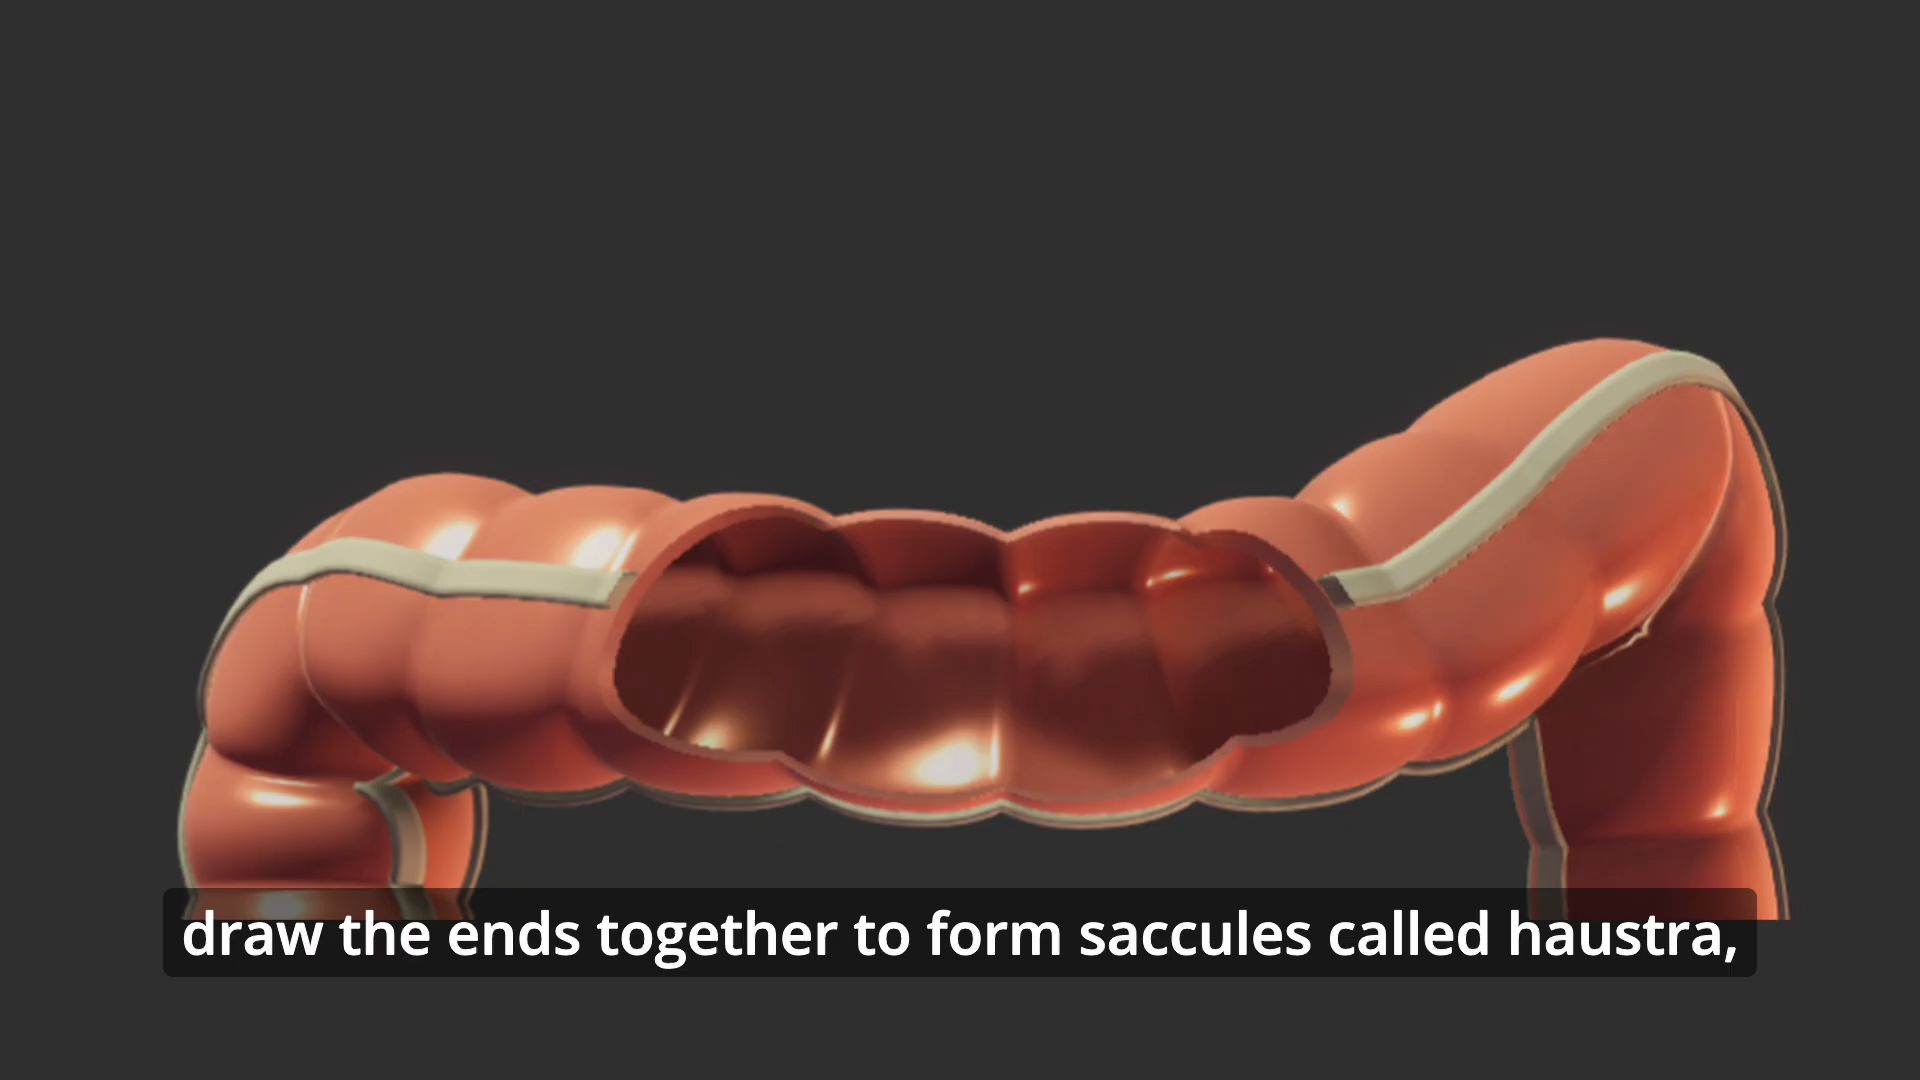 draw the ends together to form saccules called haustra,